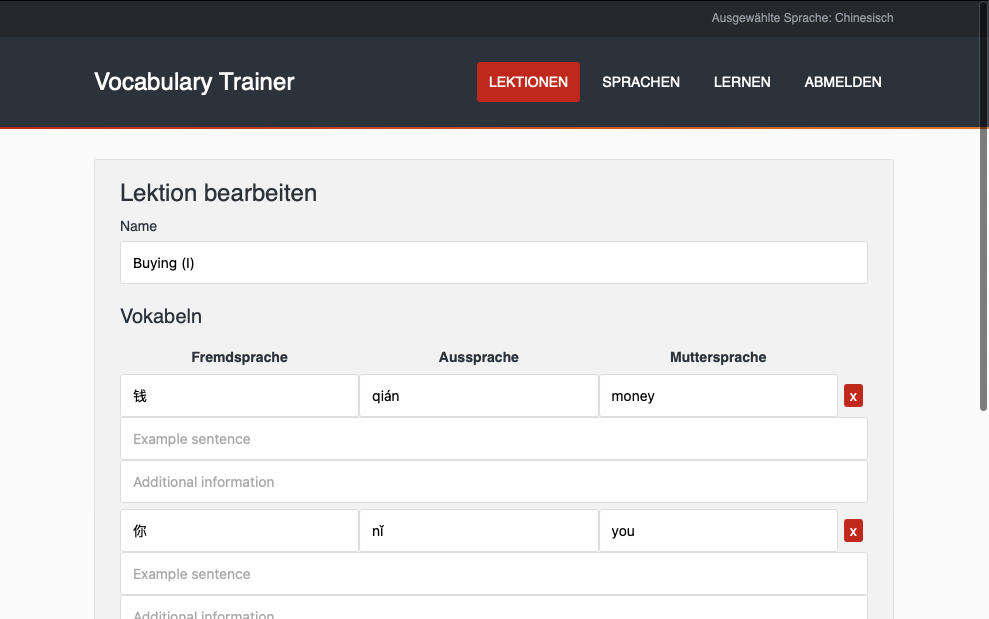 Ausgewählte Sprache: Chinesisch
Vocabulary Trainer LEKTIONEN SPRACHEN LERNEN ABMELDEN
Lektion bearbeiten
Name
Buying (I)
Vokabeln
Fremdsprache Aussprache Muttersprache
钱 qián money x
Example sentence
Additional information
你 nǐ you x
Example sentence
Additional information